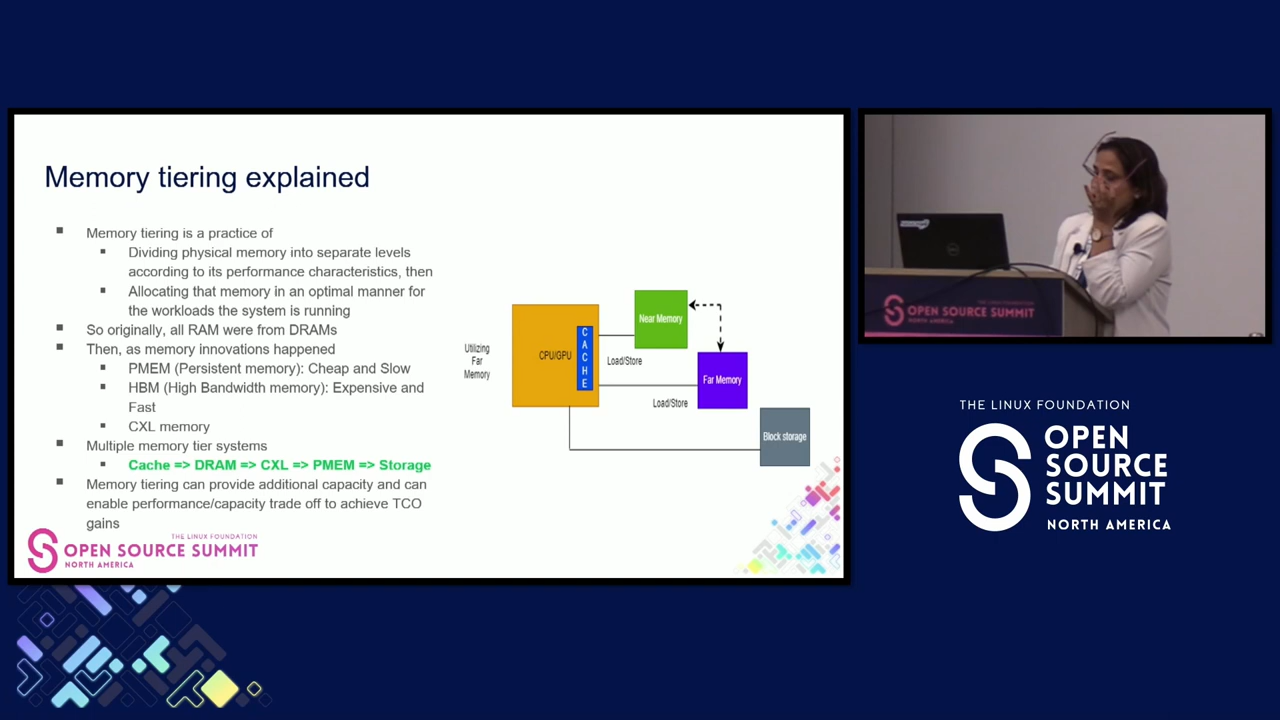 Memory tiering explained
Memory tiering is a practice of
Dividing physical memory into separate levels
according to its performance characteristics, then
Allocating that memory in an optimal manner for
the workloads the system is running
So originally, all RAM were from DRAMs
Then, as memory innovations happened
PMEM (Persistent memory): Cheap and Slow
HBM (High Bandwidth memory): Expensive and
Fast
CXL memory
Multiple memory tier systems
Cache => DRAM => CXL => PMEM => Storage
Memory tiering can provide additional capacity and can
enable performance/capacity trade off to achieve TCO
gains
Utilizing
Far
Memory
CPU/GPU
CACHE
Near Memory
Load/Store
Far Memory
Load/Store
Block storage
THE LINUX FOUNDATION
OPEN SOURCE SUMMIT
NORTH AMERICA
THE LINUX FOUNDATION
OPEN SOURCE SUMMIT
NORTH AMERICA
DELL
THE LINUX FOUNDATION
OPEN
SOURCE
SUMMIT
NORTH AMERICA